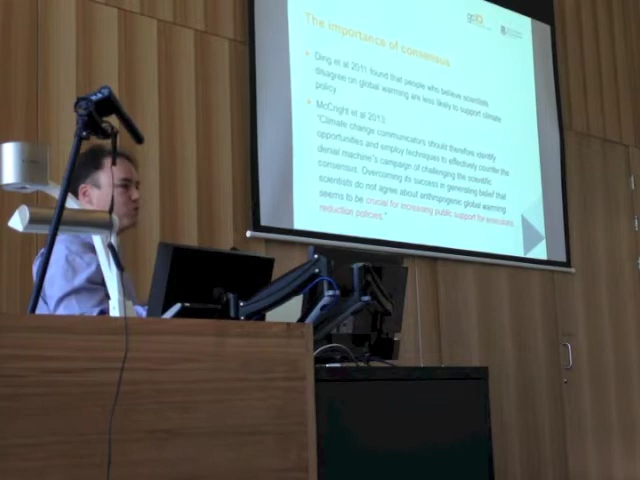 The importance of consensus
Ding et al 2011 found that people who believe scientists
disagree on global warming are less likely to support climate
policy
McCright et al 2013
"Climate change communicators should therefore identify
opportunities and employ techniques to effectively counter the
denial machine's campaign of challenging the scientific
consensus. Overcoming its success in generating belief that
scientists do not agree about anthropogenic global warming
seems to be crucial for increasing public support for emissions
reduction policies."